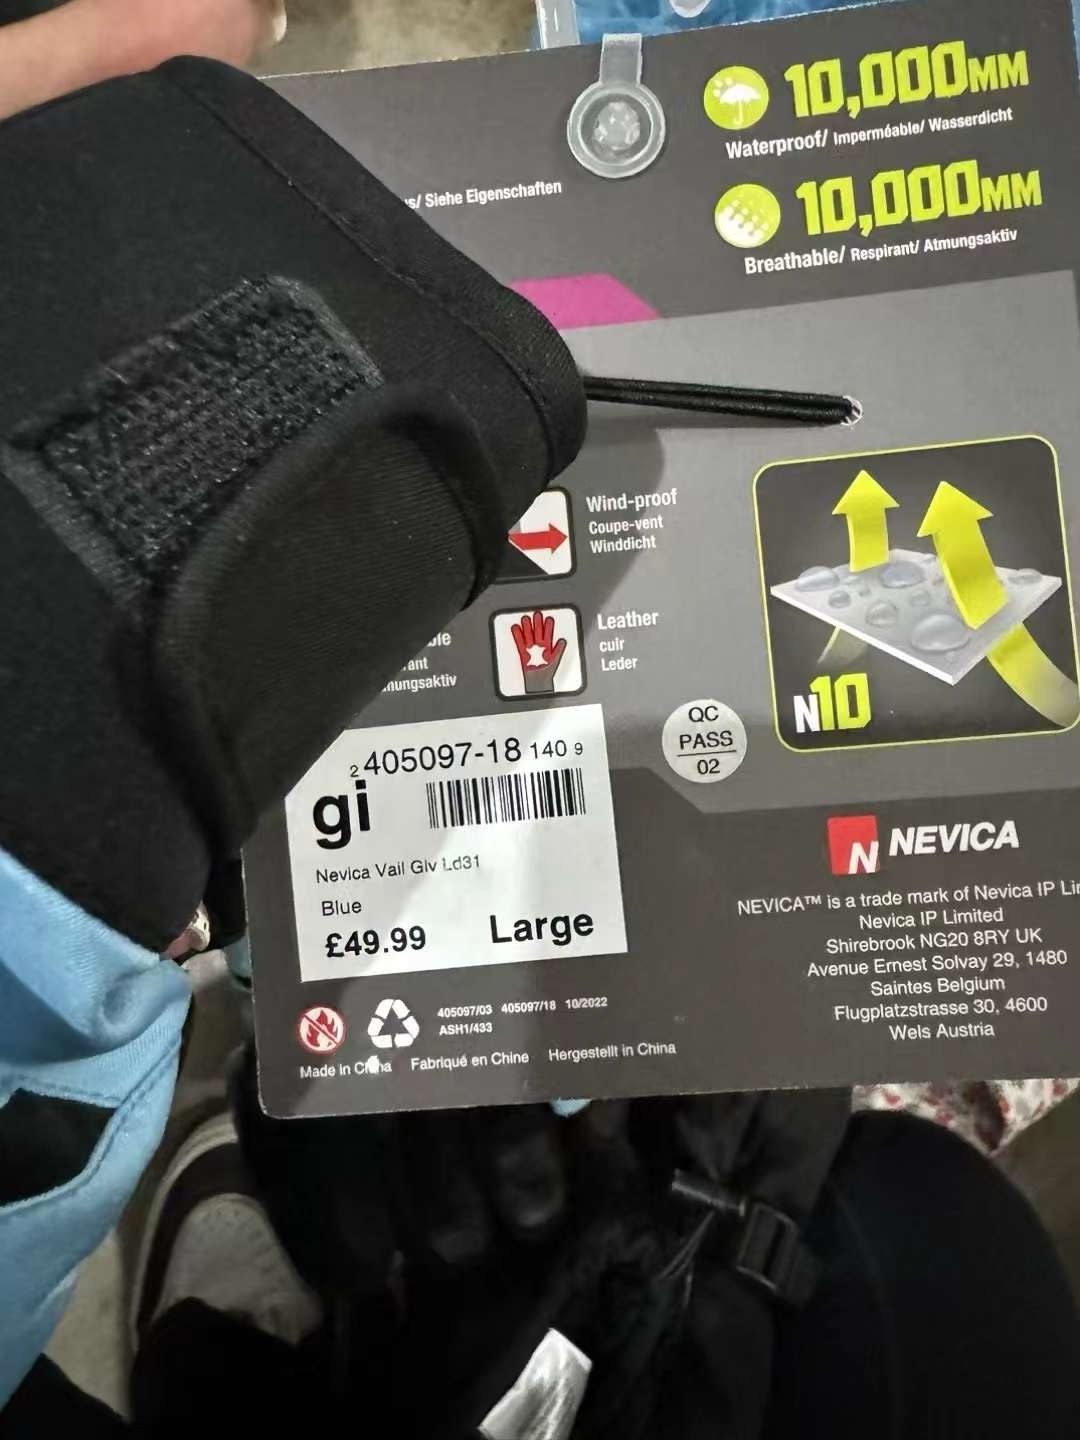 10,000MM
Waterproof/ Imperméable/ Wasserdicht
Siehe Eigenschaften
10,000MM
Breathable/ Respirant/ Atmungsaktiv
Wind-proof
Coupe-vent
Winddicht
Leather
cuir
Leder
N10
QC
PASS
02
2 405097-18 140 9
gi
Nevica Vail Glv Ld31
Blue
£49.99 Large
N NEVICA
NEVICA™ is a trade mark of Nevica IP
Nevica IP Limited
Shirebrook NG20 8RY UK
Avenue Ernest Solvay 29, 1480
Saintes Belgium
Flugplatzstrasse 30, 4600
Wels Austria
405097/03 405097/18 10/2022
ASH1/433
Made in China Fabriqué en Chine Hergestellt in China